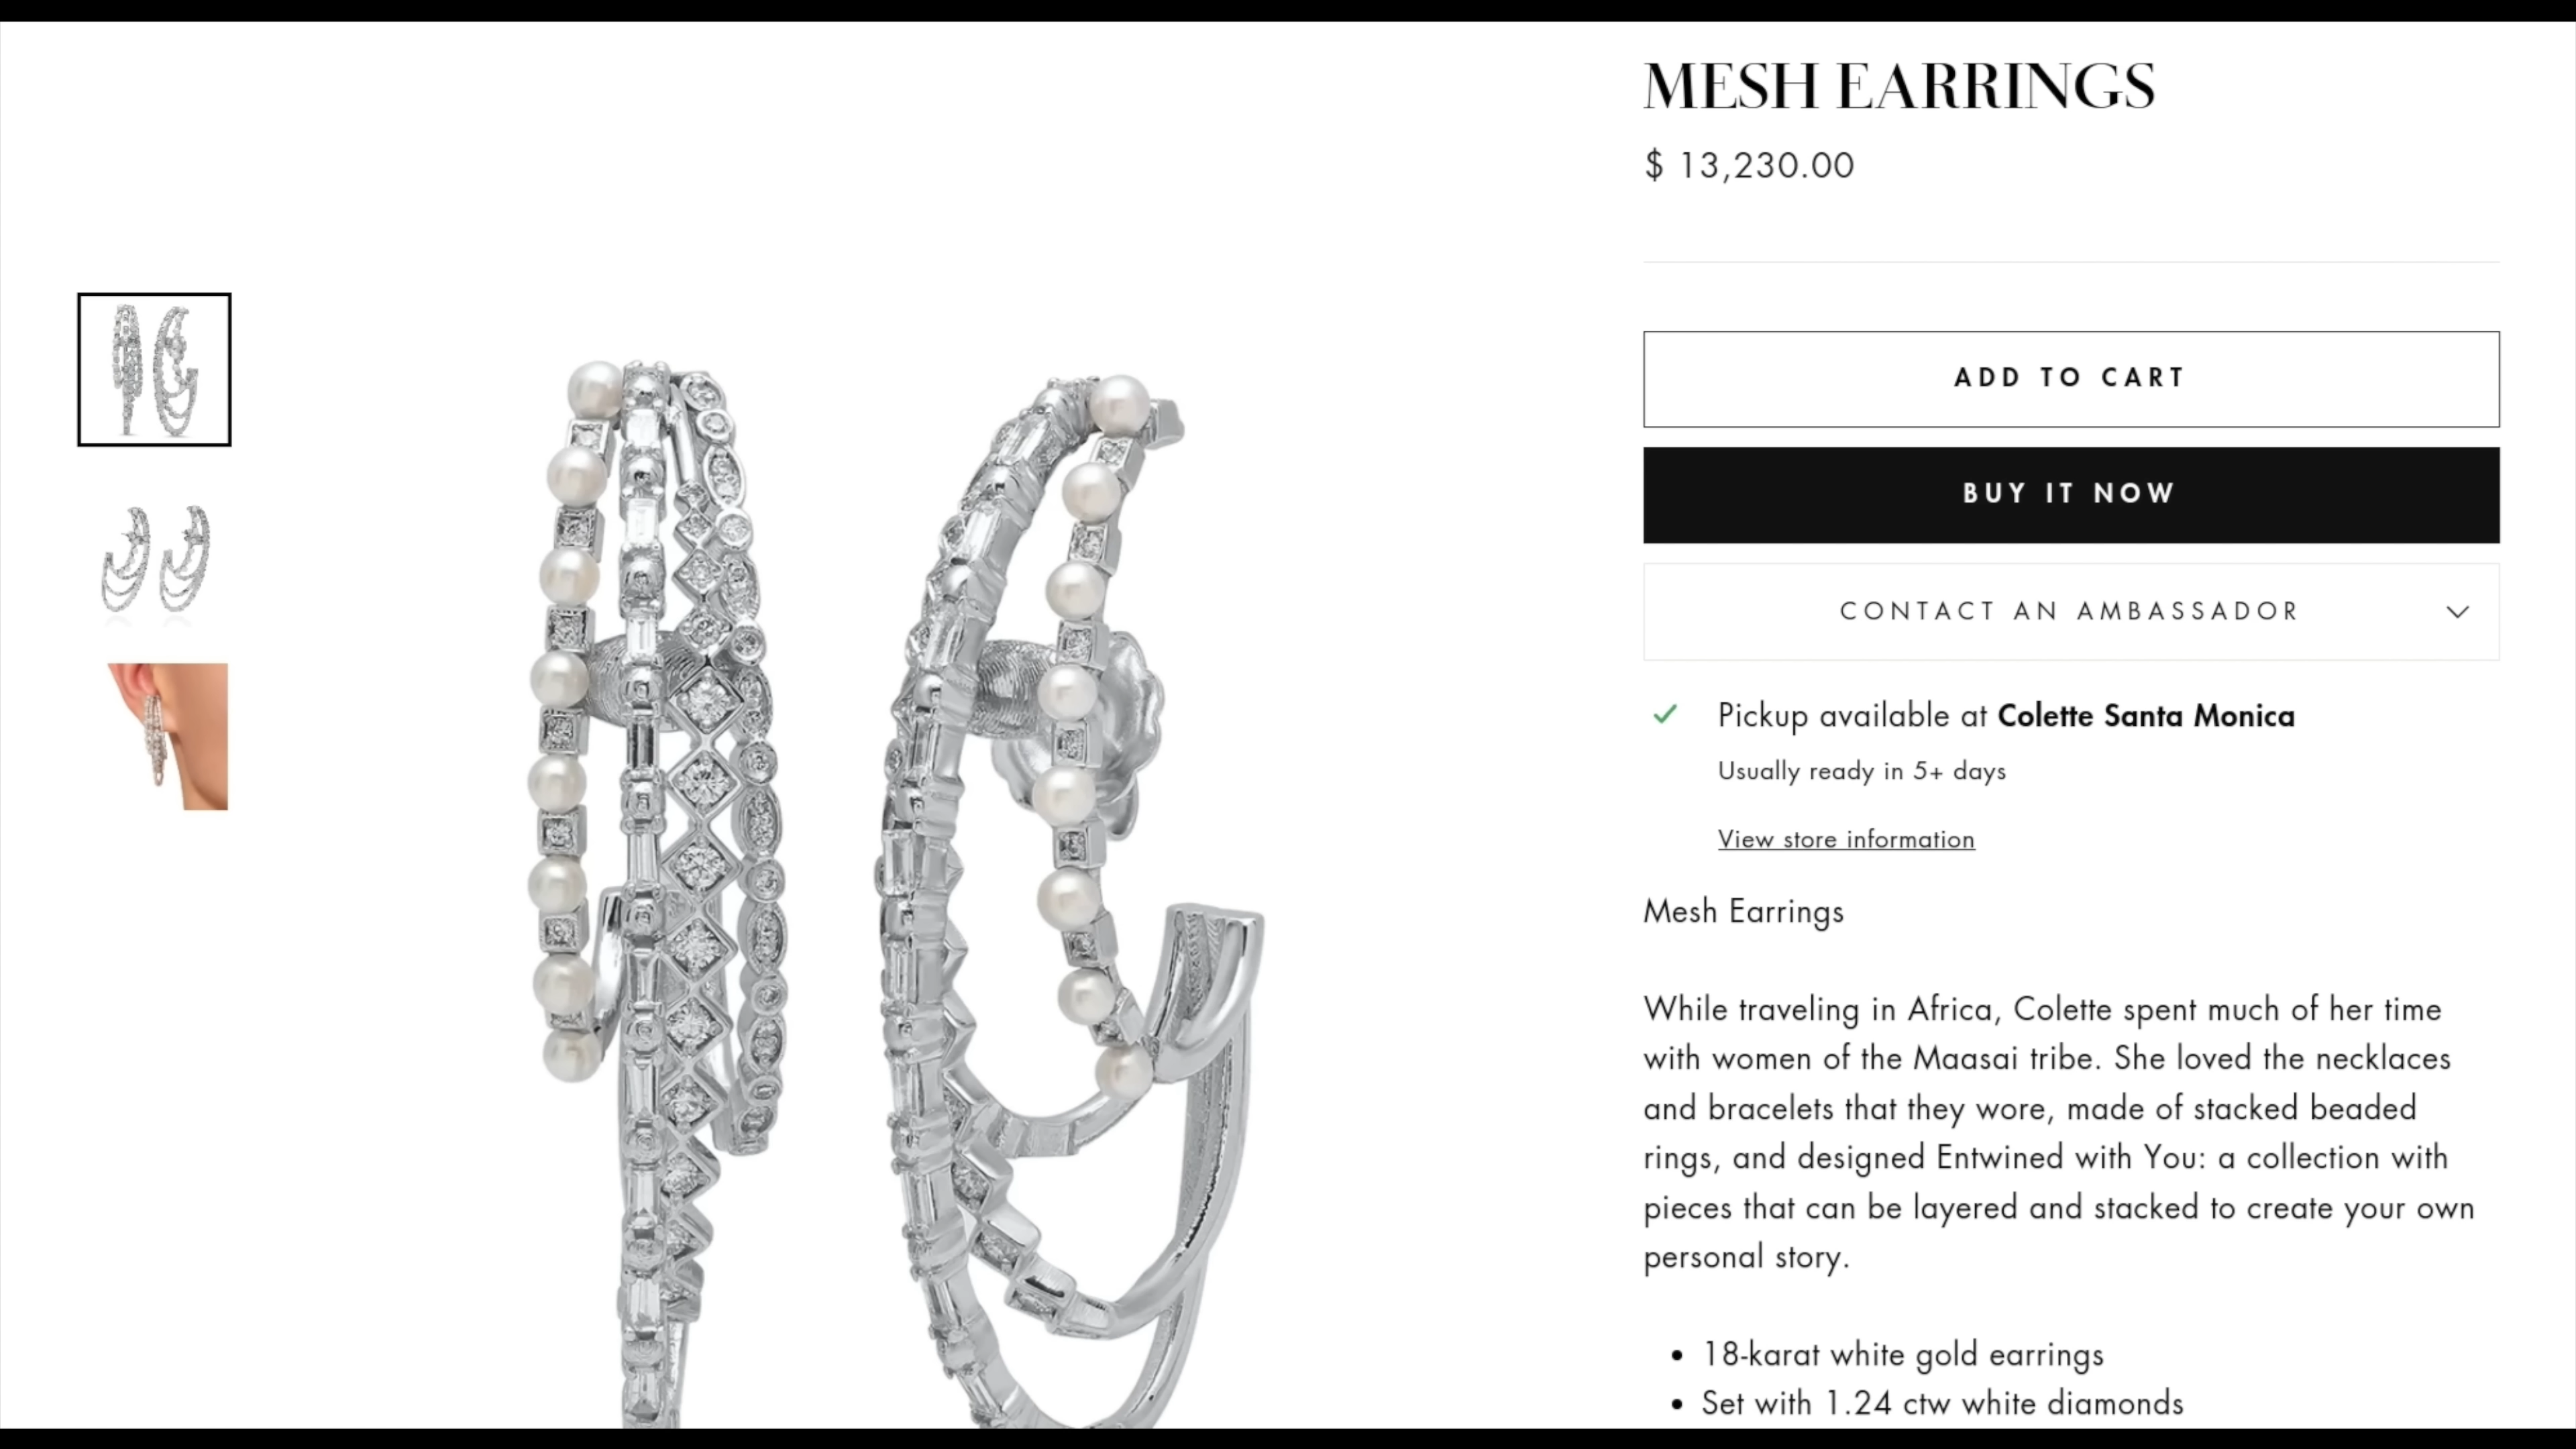 MESH EARRINGS
$ 13,230.00
ADD TO CART
BUY IT NOW
CONTACT AN AMBASSADOR
Pickup available at Colette Santa Monica
Usually ready in 5+ days
View store information
Mesh Earrings
While traveling in Africa, Colette spent much of her time
with women of the Maasai tribe. She loved the necklaces
and bracelets that they wore, made of stacked beaded
rings, and designed Entwined with You: a collection with
pieces that can be layered and stacked to create your own
personal story.
• 18-karat white gold earrings
• Set with 1.24 ctw white diamonds